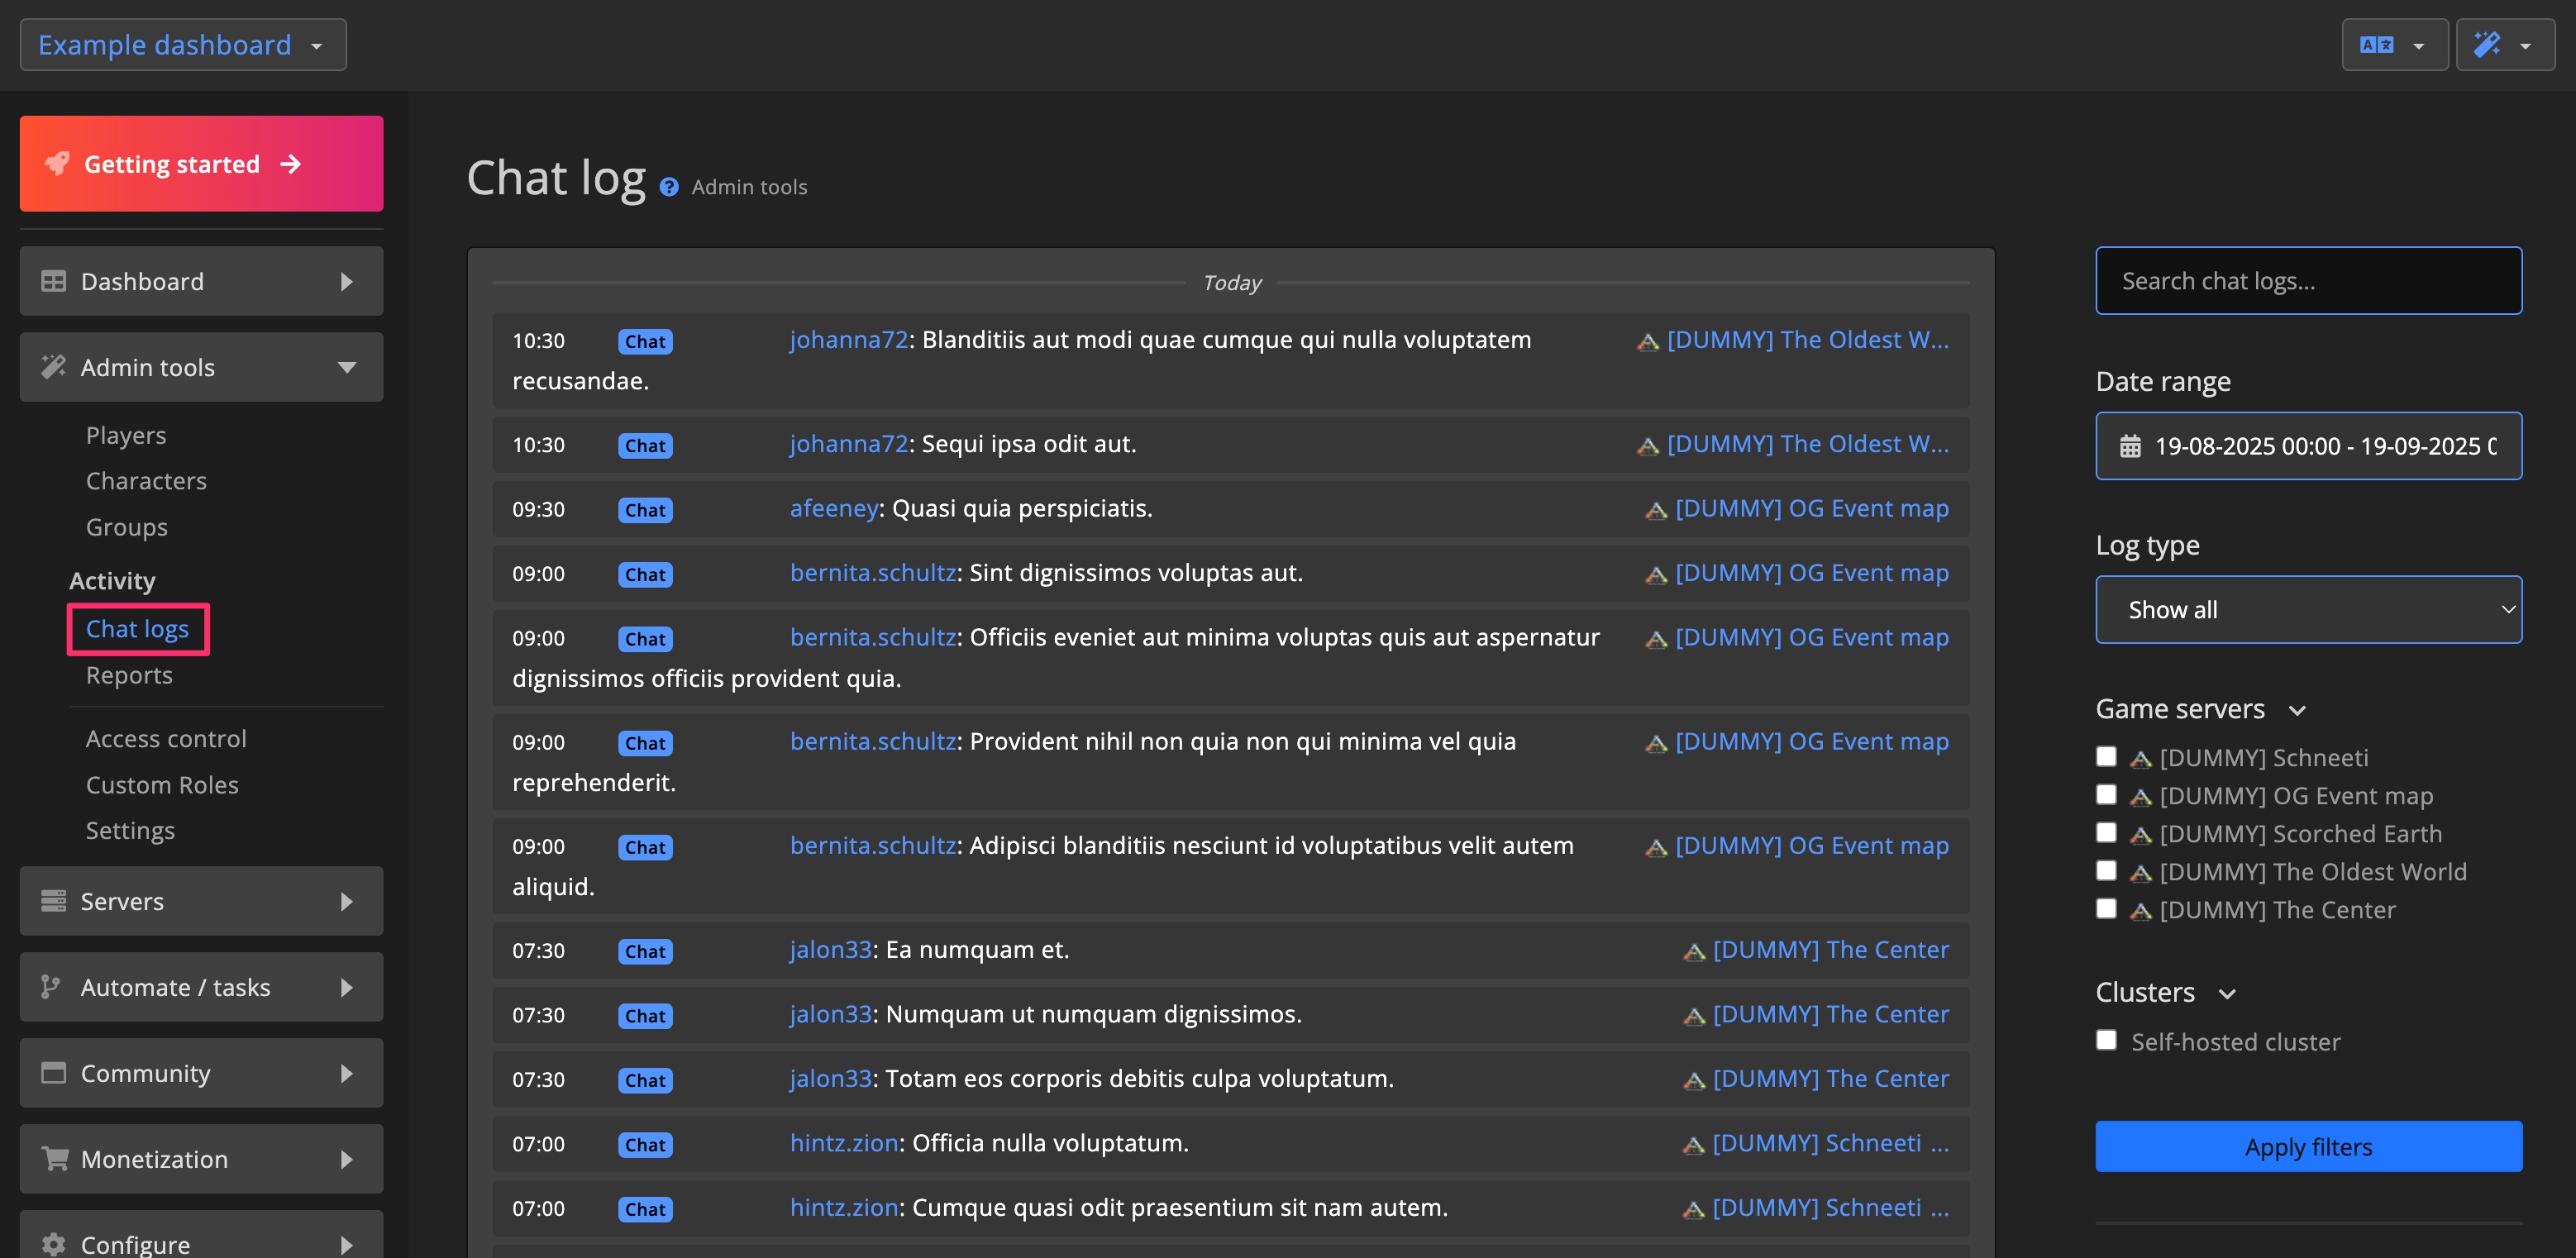 Example dashboard
Getting started
Dashboard
Admin tools
Players
Characters
Groups
Activity
Chat logs
Reports
Access control
Custom Roles
Settings
Servers
Automate / tasks
Community
Monetization
Configure
Chat log Admin tools
Today
10:30 Chat johanna72: Blanditiis aut modi quae cumque qui nulla voluptatem [DUMMY] The Oldest W...
recusandae.
10:30 Chat johanna72: Sequi ipsa odit aut. [DUMMY] The Oldest W...
09:30 Chat afeeney: Quasi quia perspiciatis. [DUMMY] OG Event map
09:00 Chat bernita.schultz: Sint dignissimos voluptas aut. [DUMMY] OG Event map
09:00 Chat bernita.schultz: Officiis eveniet aut minima voluptas quis aut aspernatur [DUMMY] OG Event map
dignissimos officiis provident quia.
09:00 Chat bernita.schultz: Provident nihil non quia non qui minima vel quia [DUMMY] OG Event map
reprehenderit.
09:00 Chat bernita.schultz: Adipisci blanditiis nesciunt id voluptatibus velit autem [DUMMY] OG Event map
aliquid.
07:30 Chat jalon33: Ea numquam et. [DUMMY] The Center
07:30 Chat jalon33: Numquam ut numquam dignissimos. [DUMMY] The Center
07:30 Chat jalon33: Totam eos corporis debitis culpa voluptatum. [DUMMY] The Center
07:00 Chat hintz.zion: Officia nulla voluptatum. [DUMMY] Schneeti ...
07:00 Chat hintz.zion: Cumque quasi odit praesentium sit nam autem. [DUMMY] Schneeti ...
Search chat logs...
Date range
19-08-2025 00:00 - 19-09-2025
Log type
Show all
Game servers
[DUMMY] Schneeti
[DUMMY] OG Event map
[DUMMY] Scorched Earth
[DUMMY] The Oldest World
[DUMMY] The Center
Clusters
Self-hosted cluster
Apply filters